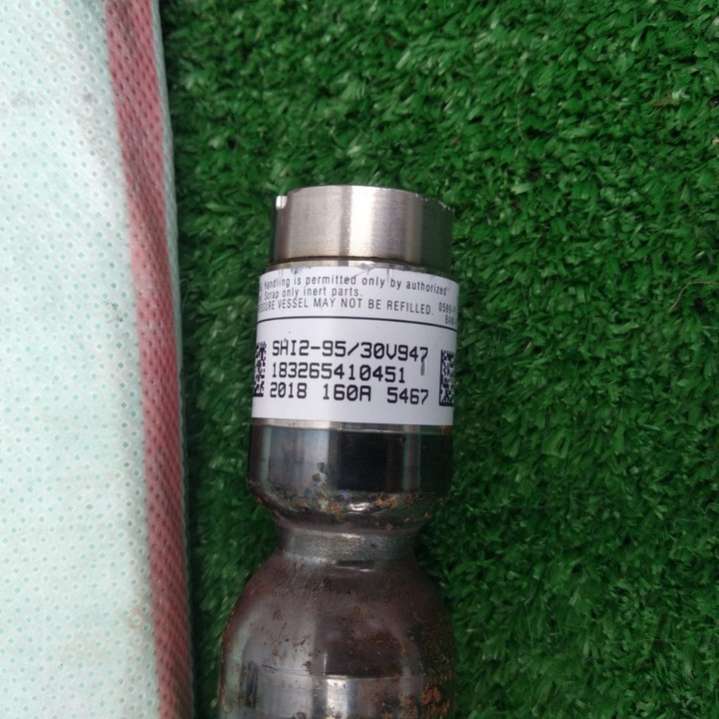 handling is permitted only by authorized
Scrap only inert parts.
VESSEL MAY NOT BE REFILLED. 0589-
SHI2-95/30V947
183265410451
2018 160A 5467